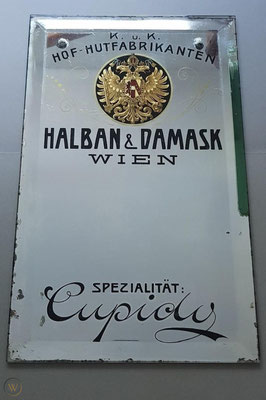 K. u. K.
HOF-HUTFABRIKANTEN
HALBAN & DAMASK
WIEN
SPEZIALITÄT:
Cupido